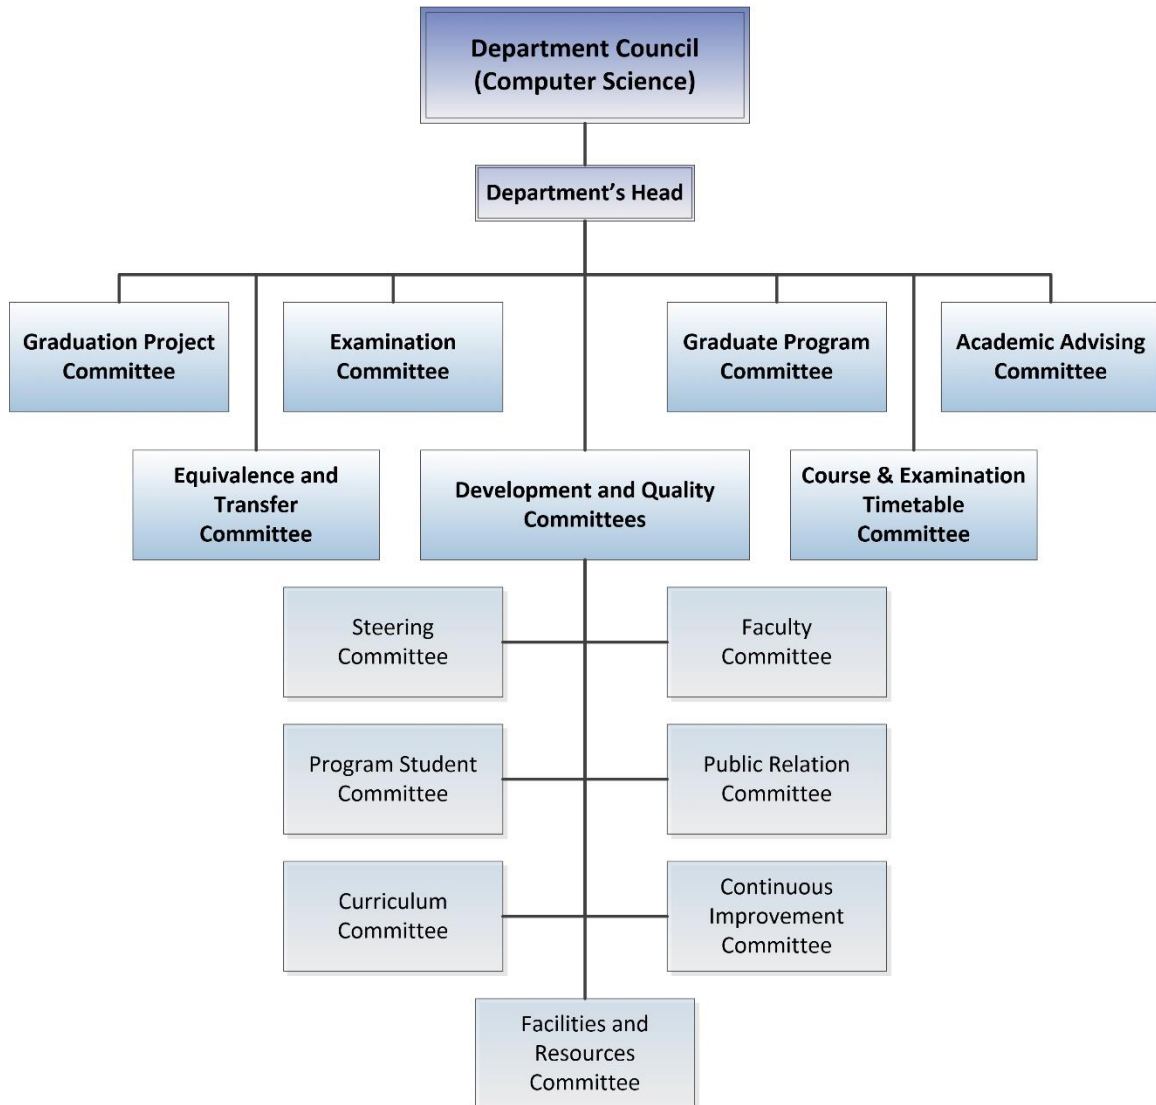 Department Council
(Computer Science)
Department’s Head
Graduation Project
Committee
Examination
Committee
Graduate Program
Committee
Academic Advising
Committee
Equivalence and
Transfer
Committee
Development and Quality
Committees
Course & Examination
Timetable
Committee
Steering
Committee
Faculty
Committee
Program Student
Committee
Public Relation
Committee
Curriculum
Committee
Continuous
Improvement
Committee
Facilities and
Resources
Committee